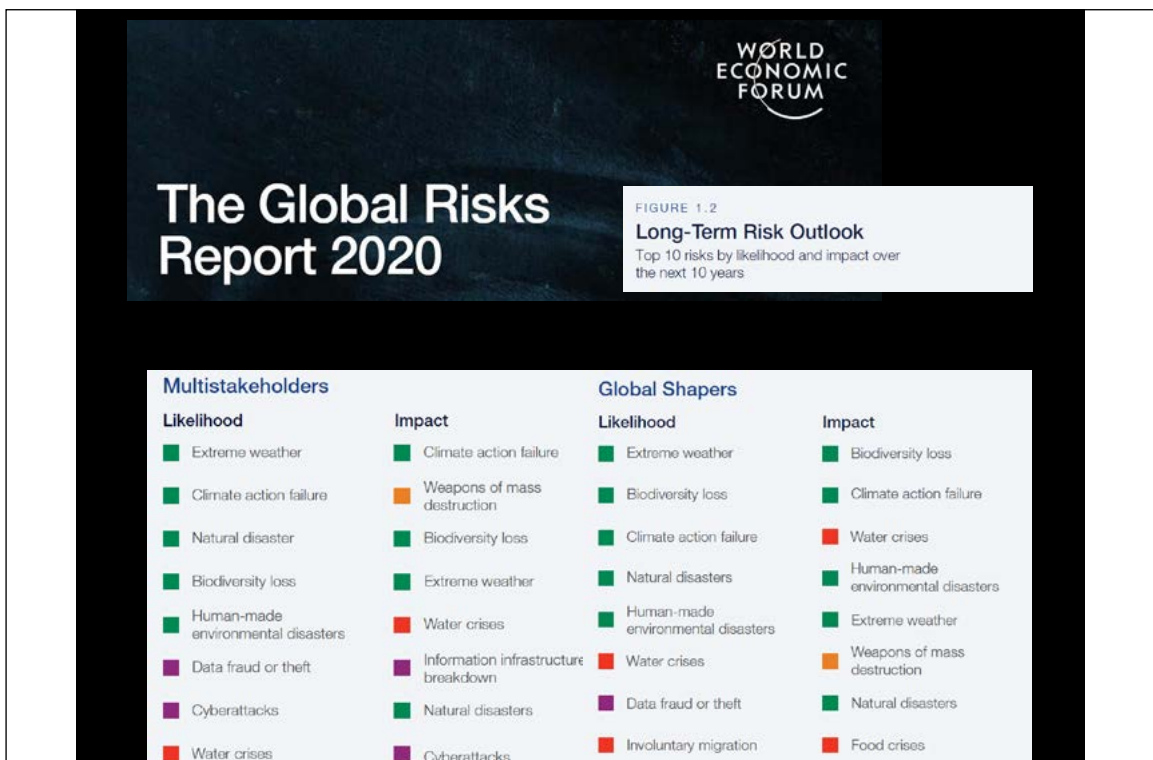 WORLD
ECONOMIC
FORUM
The Global Risks
Report 2020
FIGURE 1.2
Long-Term Risk Outlook
Top 10 risks by likelihood and impact over
the next 10 years
Multistakeholders
Likelihood
Extreme weather
Climate action failure
Natural disaster
Biodiversity loss
Human-made
environmental disasters
Data fraud or theft
Cyberattacks
Water crises
Impact
Climate action failure
Weapons of mass
destruction
Biodiversity loss
Extreme weather
Water crises
Information infrastructure
breakdown
Natural disasters
Cyberattacks
Global Shapers
Likelihood
Extreme weather
Biodiversity loss
Climate action failure
Natural disasters
Human-made
environmental disasters
Water crises
Data fraud or theft
Involuntary migration
Impact
Biodiversity loss
Climate action failure
Water crises
Human-made
environmental disasters
Extreme weather
Weapons of mass
destruction
Natural disasters
Food crises